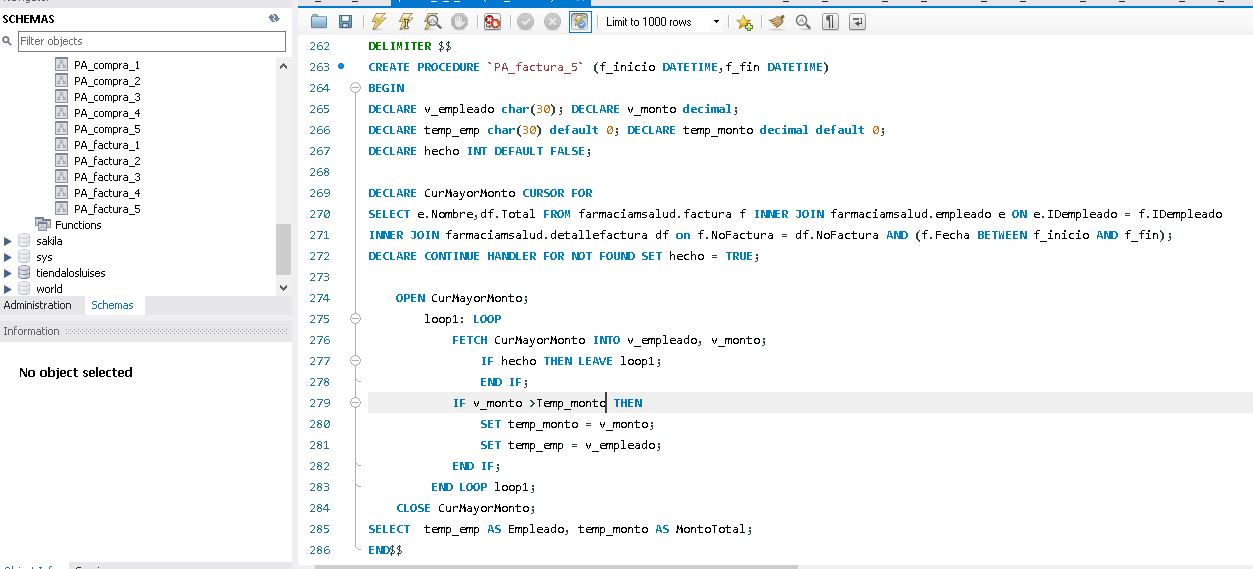 SCHEMAS
Filter objects
PA_compra_1
PA_compra_2
PA_compra_3
PA_compra_4
PA_compra_5
PA_factura_1
PA_factura_2
PA_factura_3
PA_factura_4
PA_factura_5
Functions
sakila
sys
tiendalosluises
world
Administration Schemas
Information
No object selected
Limit to 1000 rows
262 DELIMITER $$
263 CREATE PROCEDURE `PA_factura_5` (f_inicio DATETIME,f_fin DATETIME)
264 BEGIN
265 DECLARE v_empleado char(30); DECLARE v_monto decimal;
266 DECLARE temp_emp char(30) default 0; DECLARE temp_monto decimal default 0;
267 DECLARE hecho INT DEFAULT FALSE;
268
269 DECLARE CurMayorMonto CURSOR FOR
270 SELECT e.Nombre,df.Total FROM farmaciamsalud.factura f INNER JOIN farmaciamsalud.empleado e ON e.IDempleado = f.IDempleado
271 INNER JOIN farmaciamsalud.detallefactura df on f.NoFactura = df.NoFactura AND (f.Fecha BETWEEN f_inicio AND f_fin);
272 DECLARE CONTINUE HANDLER FOR NOT FOUND SET hecho = TRUE;
273
274 OPEN CurMayorMonto;
275 loop1: LOOP
276 FETCH CurMayorMonto INTO v_empleado, v_monto;
277 IF hecho THEN LEAVE loop1;
278 END IF;
279 IF v_monto >Temp_monto THEN
280 SET temp_monto = v_monto;
281 SET temp_emp = v_empleado;
282 END IF;
283 END LOOP loop1;
284 CLOSE CurMayorMonto;
285 SELECT temp_emp AS Empleado, temp_monto AS MontoTotal;
286 END$$